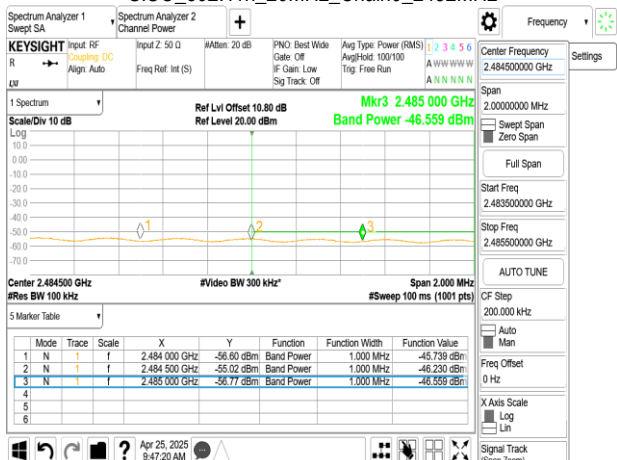 Spectrum Analyzer 1
Swept SA
Spectrum Analyzer 2
Channel Power
Frequency
KEYSIGHT
R
Input: RF
Coupling: DC
Align: Auto
Input Z: 50 Ω
Freq Ref: Int (S)
#Atten: 20 dB
PNO: Best Wide
Gate: Off
IF Gain: Low
Sig Track: Off
Avg Type: Power (RMS)
Avg|Hold: 100/100
Trig: Free Run
1 2 3 4 5 6
A W W W W W
A N N N N N
Center Frequency
2.484500000 GHz
Settings
Span
2.00000000 MHz
Swept Span
Zero Span
Full Span
Start Freq
2.483500000 GHz
Stop Freq
2.485500000 GHz
AUTO TUNE
CF Step
200.000 kHz
Auto
Man
Freq Offset
0 Hz
X Axis Scale
Log
Lin
Signal Track
(Span Zoom)
1 Spectrum
Scale/Div 10 dB
Log
Ref Lvl Offset 10.80 dB
Ref Level 20.00 dBm
Mkr3 2.485 000 GHz
Band Power -46.559 dBm
10.0
0.00
-10.0
-20.0
-30.0
-40.0
-50.0
-60.0
-70.0
1
2
3
Center 2.484500 GHz
#Res BW 100 kHz
#Video BW 300 kHz*
Span 2.000 MHz
#Sweep 100 ms (1001 pts)
5 Marker Table
Mode Trace Scale X Y Function Function Width Function Value
1 N 1 f 2.484 000 GHz -56.60 dBm Band Power 1.000 MHz -45.739 dBm
2 N 1 f 2.484 500 GHz -55.02 dBm Band Power 1.000 MHz -46.230 dBm
3 N 1 f 2.485 000 GHz -56.77 dBm Band Power 1.000 MHz -46.559 dBm
4
5
6
?
Apr 25, 2025
9:47:20 AM